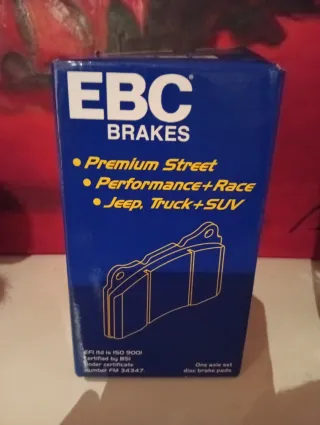 EBC®
BRAKES
• Premium Street
• Performance+Race
• Jeep, Truck+SUV
EFI ltd is ISO 9001
certified by BSI
under certificate
number FM 34347.
One axle set
disc brake pads